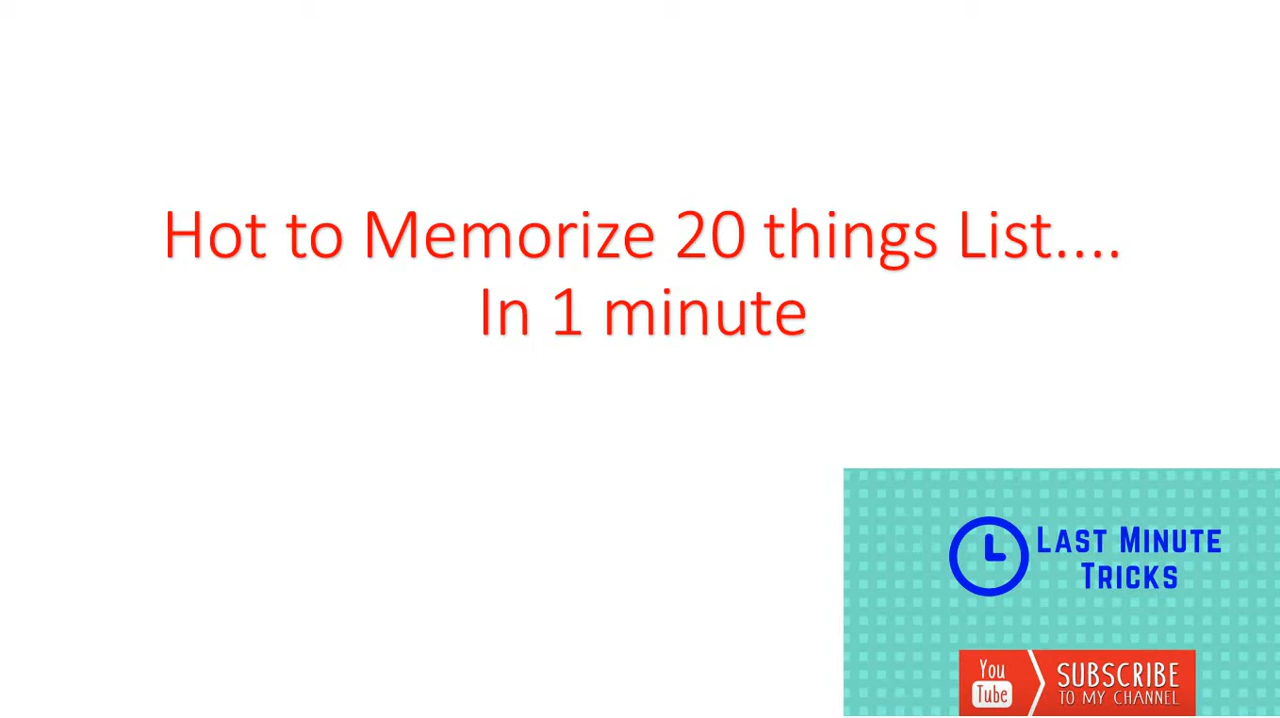 Hot to Memorize 20 things List....
In 1 minute
LAST MINUTE
TRICKS
You
Tube
SUBSCRIBE
TO MY CHANNEL